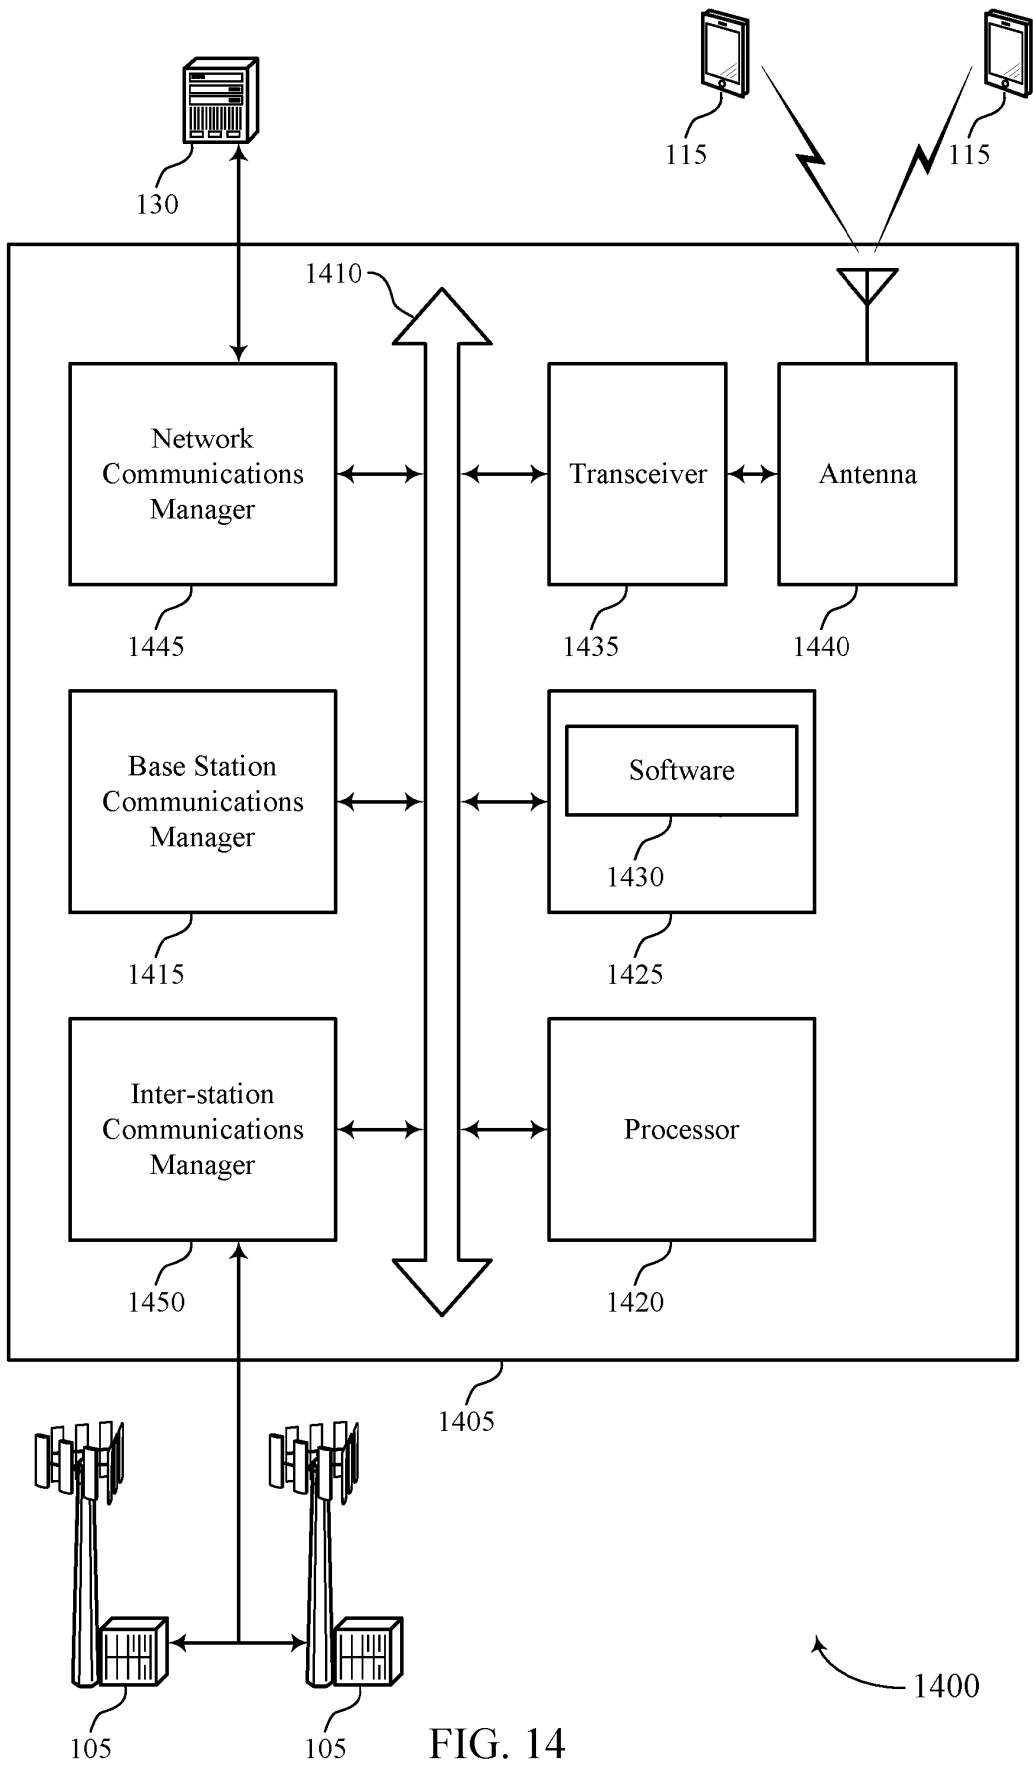 130
115
115
1410
Network
Communications
Manager
Transceiver
Antenna
1445
1435
1440
Base Station
Communications
Manager
Software
1430
1415
1425
Inter-station
Communications
Manager
Processor
1450
1420
1405
1400
105
105
FIG. 14